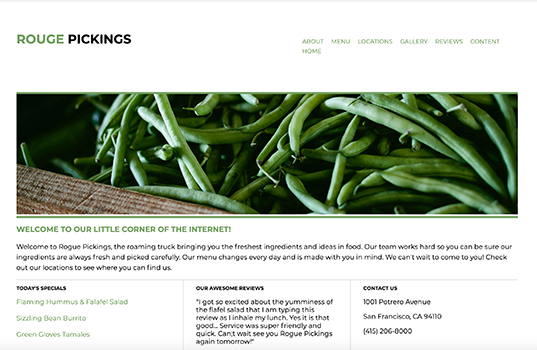 ROUGE PICKINGS
ABOUT MENU LOCATIONS GALLERY REVIEWS CONTENT
HOME
WELCOME TO OUR LITTLE CORNER OF THE INTERNET!
Welcome to Rogue Pickings, the roaming truck bringing you the freshest ingredients and ideas in food. Our team works hard so you can be sure our
ingredients are always fresh and picked carefully. Our menu changes every day and is made with you in mind. We can't wait to come to you! Check
out our locations to see where you can find us.
TODAY'S SPECIALS
Flaming Hummus & Falafel Salad
Sizzling Bean Burrito
Green Gloves Tamales
OUR AWESOME REVIEWS
"I got so excited about the yumminess of
the flafel salad that I am typing this
review as I inhale my lunch. Yes it is that
good... Service was super friendly and
quick. Can;t wait see you Rogue Pickings
again tomorrow!"
CONTACT US
1001 Potrero Avenue
San Francisco, CA 94110
(415) 206-8000